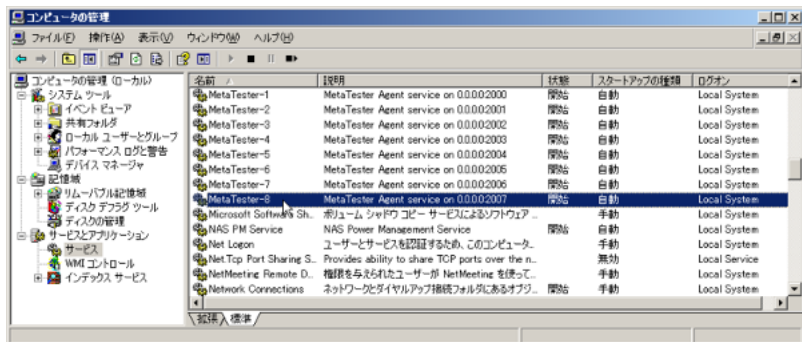 コンピュータの管理
ファイル(F) 操作(A) 表示(V) ウィンドウ(W) ヘルプ(H)
コンピュータの管理 (ローカル)
システム ツール
イベント ビューア
共有フォルダ
ローカル ユーザーとグループ
パフォーマンス ログと警告
デバイス マネージャ
記憶域
リムーバブル記憶域
ディスク デフラグ ツール
ディスクの管理
サービスとアプリケーション
サービス
WMI コントロール
インデックス サービス
名前 説明 状態 スタートアップの種類 ログオン
MetaTester-1 MetaTester Agent service on 0.0.0.0:2000 開始 自動 Local System
MetaTester-2 MetaTester Agent service on 0.0.0.0:2001 開始 自動 Local System
MetaTester-3 MetaTester Agent service on 0.0.0.0:2002 開始 自動 Local System
MetaTester-4 MetaTester Agent service on 0.0.0.0:2003 開始 自動 Local System
MetaTester-5 MetaTester Agent service on 0.0.0.0:2004 開始 自動 Local System
MetaTester-6 MetaTester Agent service on 0.0.0.0:2005 開始 自動 Local System
MetaTester-7 MetaTester Agent service on 0.0.0.0:2006 開始 自動 Local System
MetaTester-8 MetaTester Agent service on 0.0.0.0:2007 開始 自動 Local System
Microsoft Software Sh... ボリューム シャドウ コピー サービスによるソフトウェア ... 手動 Local System
NAS PM Service NAS Power Management Service 開始 自動 Local System
Net Logon ユーザーとサービスを認証するため、このコンピュータ... 手動 Local System
Net.Tcp Port Sharing S... Provides ability to share TCP ports over the n... 無効 Local Service
NetMeeting Remote D... 権限を与えられたユーザーが NetMeeting を使って... 手動 Local System
Network Connections ネットワークとダイヤルアップ接続フォルダにあるオブジ... 開始 手動 Local System
拡張 標準